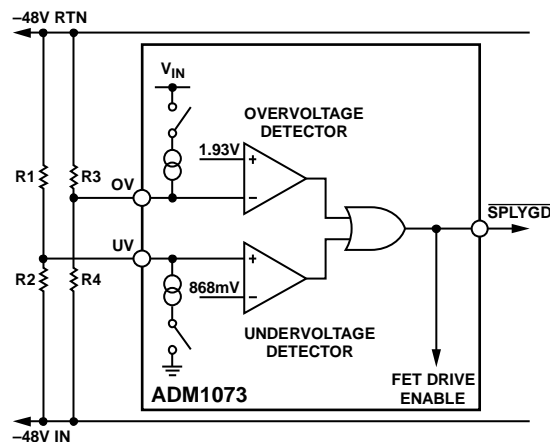 –48V RTN
VIN
OVERVOLTAGE
DETECTOR
1.93V
R1
R3
OV
SPLYGD
UV
R2
R4
868mV
UNDERVOLTAGE
DETECTOR
FET DRIVE
ENABLE
ADM1073
–48V IN